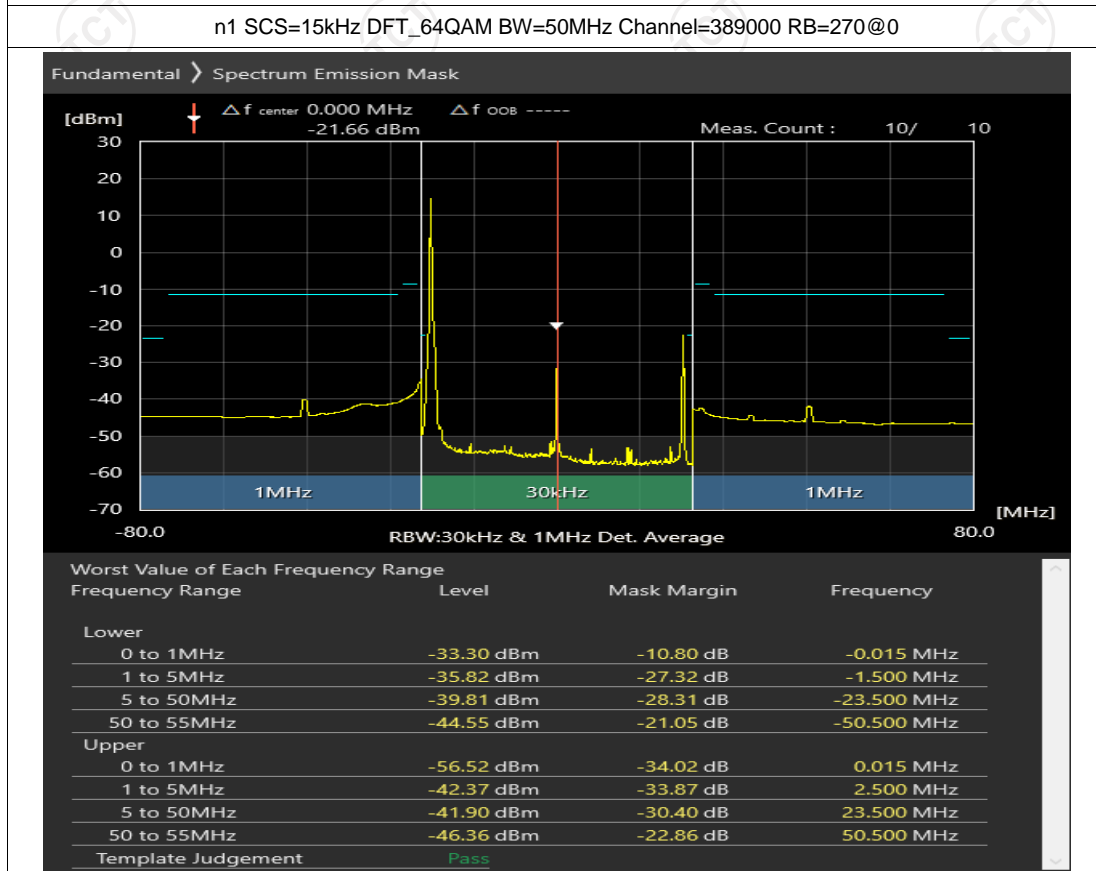 n1 SCS=15kHz DFT_64QAM BW=50MHz Channel=389000 RB=270@0
TCT TCT TCT
Fundamental ❯ Spectrum Emission Mask
[dBm] △f center 0.000 MHz △f OOB -----
-21.66 dBm Meas. Count : 10/ 10
30
20
10
0
-10
-20
-30
-40
-50
-60
1MHz 30kHz 1MHz
-70 [MHz]
-80.0 RBW:30kHz & 1MHz Det. Average 80.0
Worst Value of Each Frequency Range
Frequency Range Level Mask Margin Frequency
Lower
0 to 1MHz -33.30 dBm -10.80 dB -0.015 MHz
1 to 5MHz -35.82 dBm -27.32 dB -1.500 MHz
5 to 50MHz -39.81 dBm -28.31 dB -23.500 MHz
50 to 55MHz -44.55 dBm -21.05 dB -50.500 MHz
Upper
0 to 1MHz -56.52 dBm -34.02 dB 0.015 MHz
1 to 5MHz -42.37 dBm -33.87 dB 2.500 MHz
5 to 50MHz -41.90 dBm -30.40 dB 23.500 MHz
50 to 55MHz -46.36 dBm -22.86 dB 50.500 MHz
Template Judgement Pass